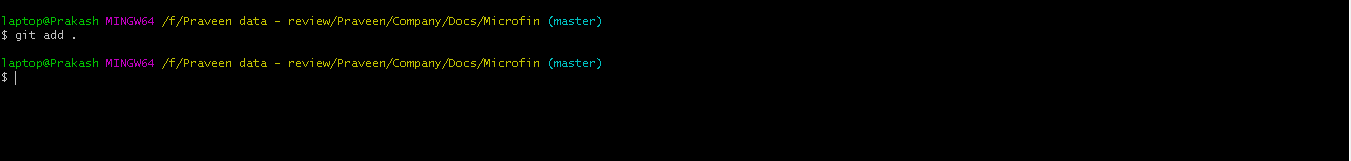 laptop@Prakash MINGW64 /f/Praveen data - review/Praveen/Company/Docs/Microfin (master)
$ git add .
laptop@Prakash MINGW64 /f/Praveen data - review/Praveen/Company/Docs/Microfin (master)
$